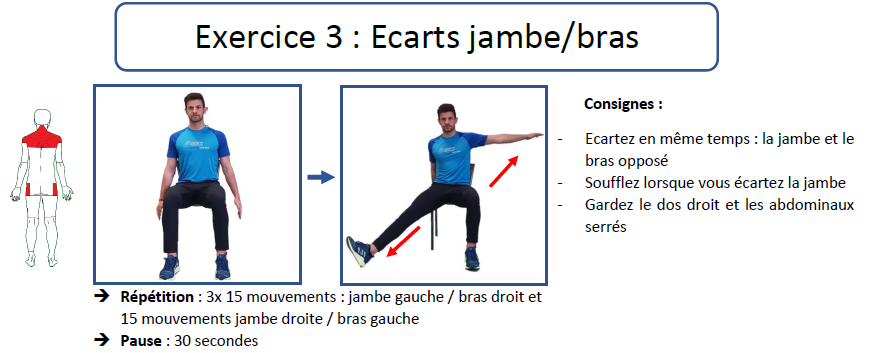 Exercice 3 : Ecarts jambe/bras
Consignes :
- Ecartez en même temps : la jambe et le
bras opposé
- Soufflez lorsque vous écartez la jambe
- Gardez le dos droit et les abdominaux
serrés
➔ Répétition : 3x 15 mouvements : jambe gauche / bras droit et
15 mouvements jambe droite / bras gauche
➔ Pause : 30 secondes